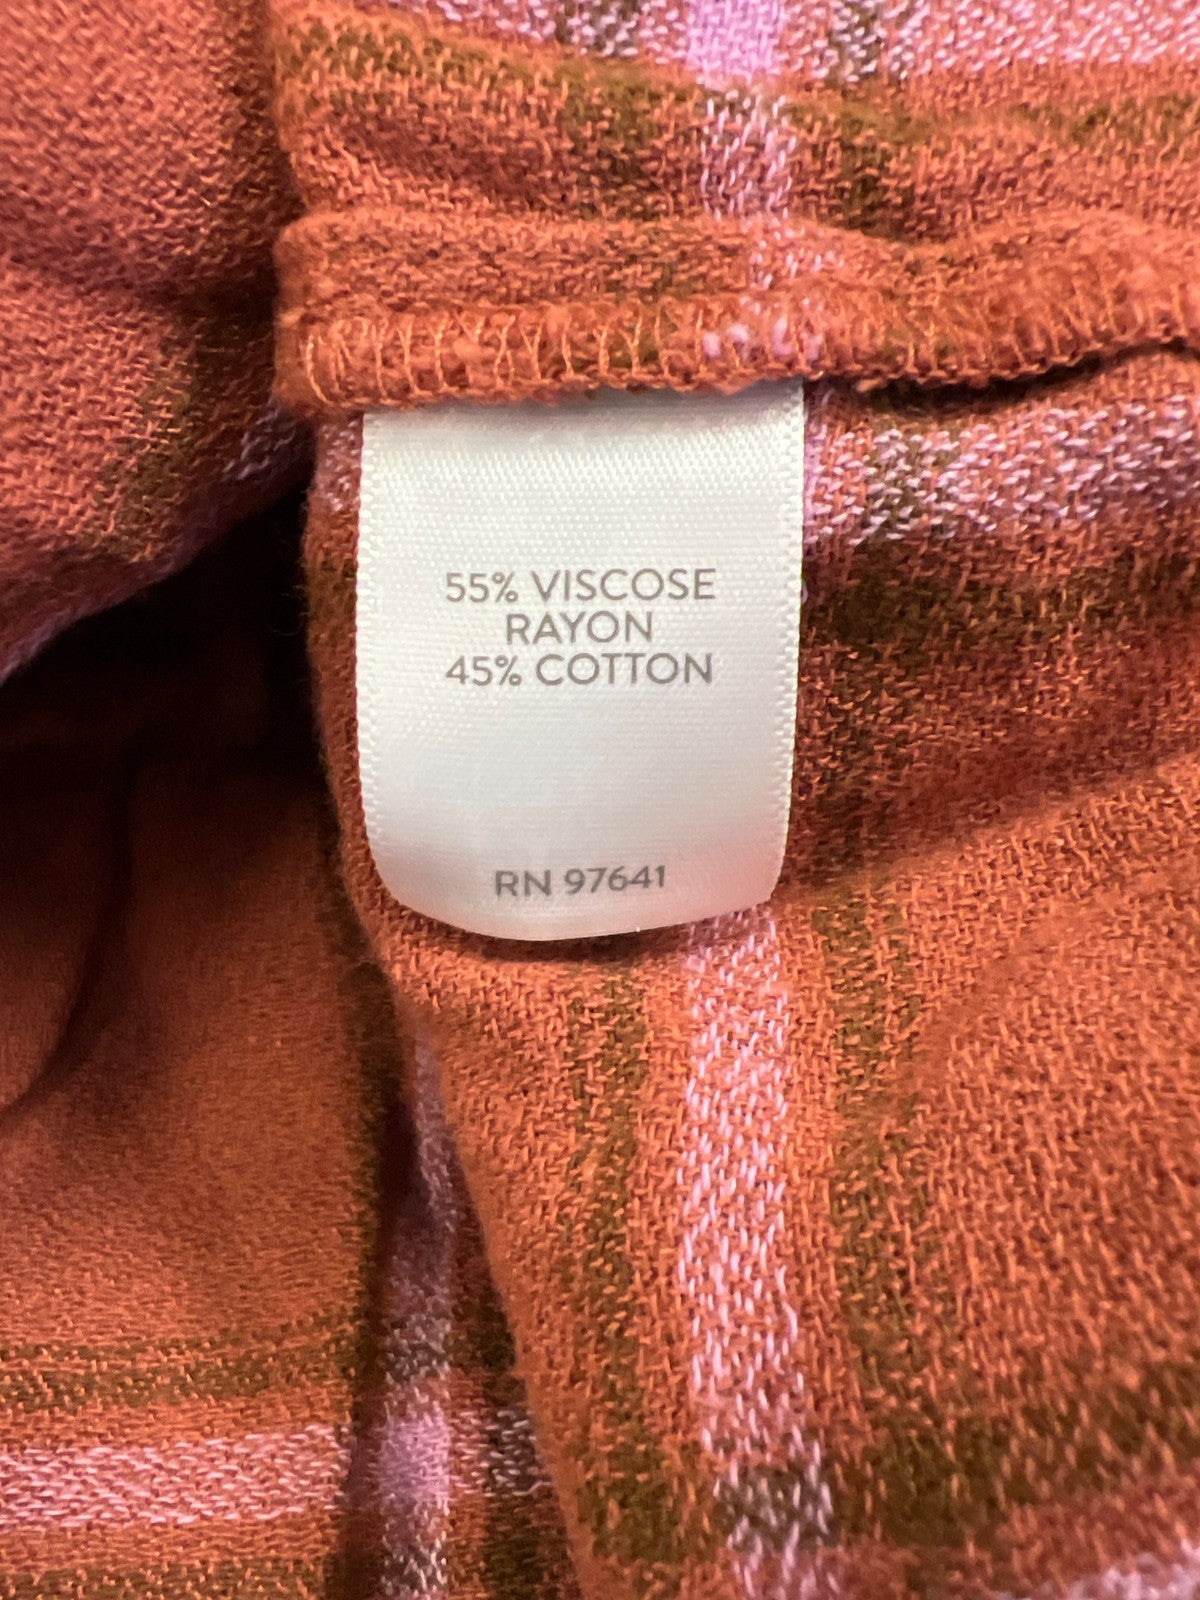 55% VISCOSE
RAYON
45% COTTON
RN 97641